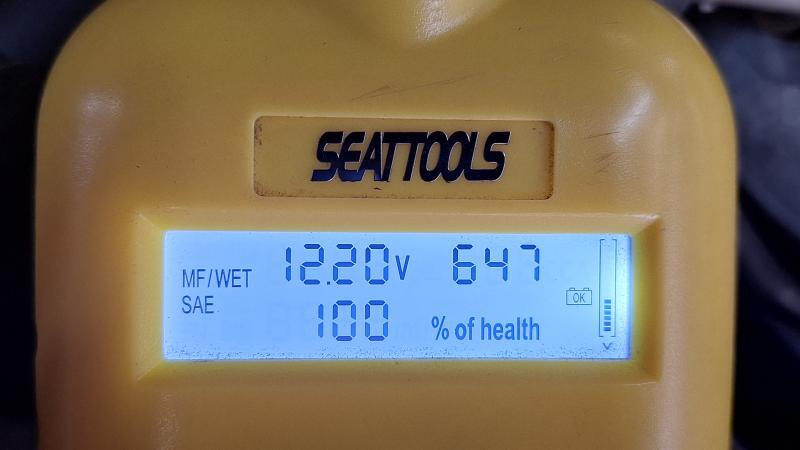 SEATTOOLS
MF/WET 12.20V 647
SAE 100 % of health
OK
V